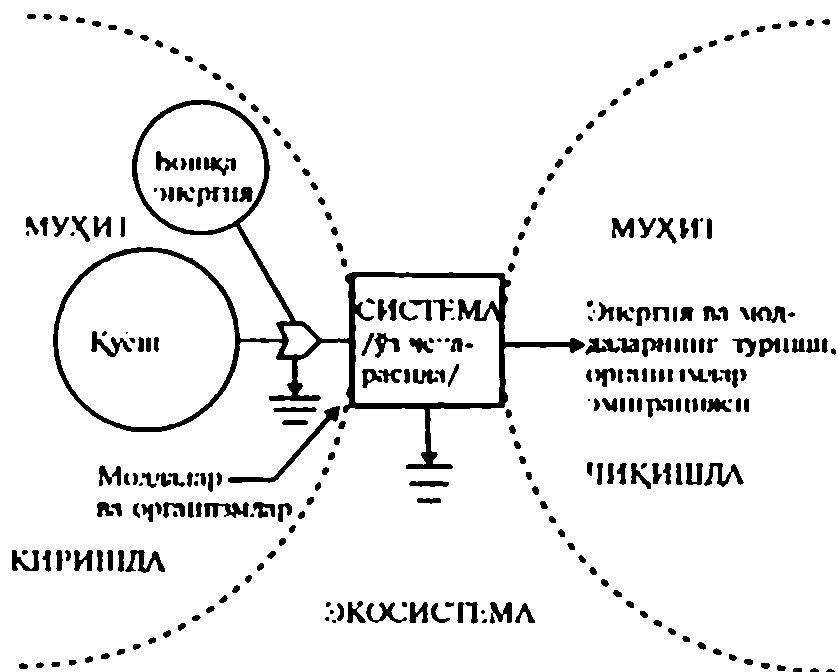 Бошқа
энергия
МУҲИТ
МУҲИТ
Қуёш
СИСТЕМА
/ўз чега-
расида/
Энергия ва мод-
даларнинг туриши,
организмлар
эмиграцияси
Моддалар
ва организмлар
ЧИҚИШДА
КИРИШДА
ЭКОСИСТЕМА